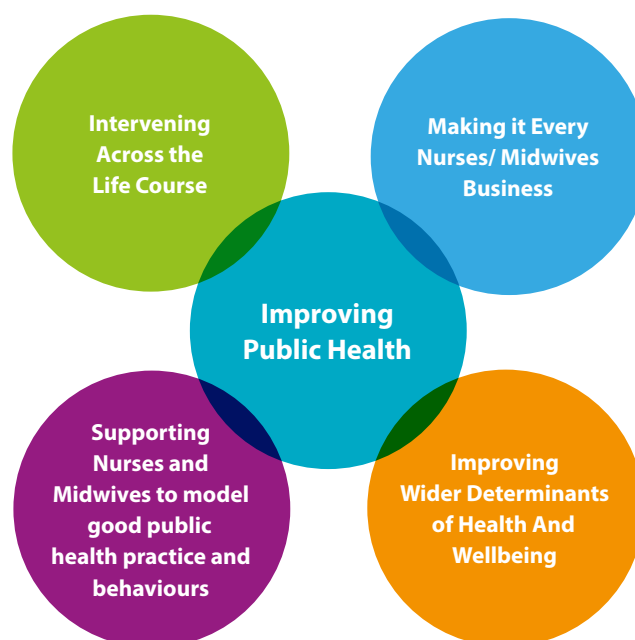 Intervening
Across the
Life Course
Making it Every
Nurses/ Midwives
Business
Improving
Public Health
Supporting
Nurses and
Midwives to model
good public
health practice and
behaviours
Improving
Wider Determinants
of Health And
Wellbeing